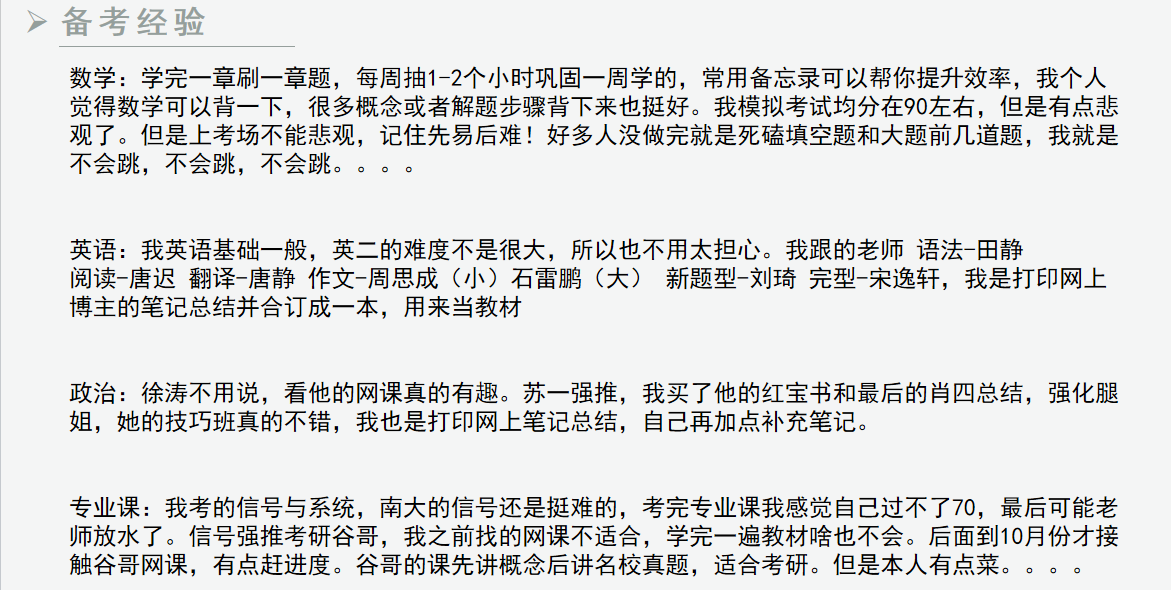 备考经验
数学：学完一章刷一章题，每周抽1-2个小时巩固一周学的，常用备忘录可以帮你提升效率，我个人
觉得数学可以背一下，很多概念或者解题步骤背下来也挺好。我模拟考试均分在90左右，但是有点悲
观了。但是上考场不能悲观，记住先易后难！好多人没做完就是死磕填空题和大题前几道题，我就是
不会跳，不会跳，不会跳。。。。
英语：我英语基础一般，英二的难度不是很大，所以也不用太担心。我跟的老师 语法-田静
阅读-唐迟 翻译-唐静 作文-周思成（小）石雷鹏（大） 新题型-刘琦 完型-宋逸轩，我是打印网上
博主的笔记总结并合订成一本，用来当教材
政治：徐涛不用说，看他的网课真的有趣。苏一强推，我买了他的红宝书和最后的肖四总结，强化腿
姐，她的技巧班真的不错，我也是打印网上笔记总结，自己再加点补充笔记。
专业课：我考的信号与系统，南大的信号还是挺难的，考完专业课我感觉自己过不了70，最后可能老
师放水了。信号强推考研谷哥，我之前找的网课不适合，学完一遍教材啥也不会。后面到10月份才接
触谷哥网课，有点赶进度。谷哥的课先讲概念后讲名校真题，适合考研。但是本人有点菜。。。。